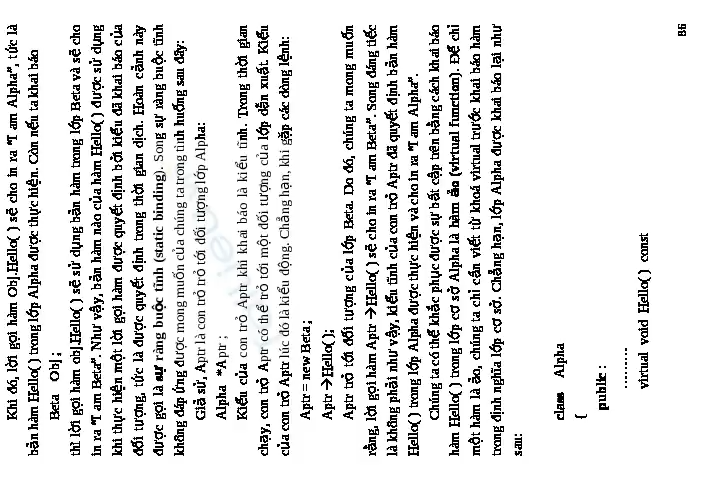 Khi đó, lời gọi hàm Obj.Hello( ) sẽ cho in ra "I am Alpha", tức là
bản hàm Hello( ) trong lớp Alpha được thực hiện. Còn nếu ta khai báo
Beta Obj ;
thì lời gọi hàm obj.Hello( ) sẽ sử dụng bản hàm trong lớp Beta và sẽ cho
in ra "I am Beta". Như vậy, bản hàm nào của hàm Hello( ) được sử dụng
khi thực hiện một lời gọi hàm được quyết định bởi kiểu đã khai báo của
đối tượng, tức là được quyết định trong thời gian dịch. Hoàn cảnh này
được gọi là sự ràng buộc tĩnh (static binding). Song sự ràng buộc tĩnh
không đáp ứng được mong muốn của chúng ta trong tình huống sau đây:
Giả sử, Aptr là con trỏ trỏ tới đối tượng lớp Alpha:
Alpha *Aptr ;
Kiểu của con trỏ Aptr khi khai báo là kiểu tĩnh. Trong thời gian
chạy, con trỏ Aptr có thể trỏ tới một đối tượng của lớp dẫn xuất. Kiểu
của con trỏ Aptr lúc đó là kiểu động. Chẳng hạn, khi gặp các dòng lệnh:
Aptr = new Beta ;
Aptr →Hello( );
Aptr trỏ tới đối tượng của lớp Beta. Do đó, chúng ta mong muốn
rằng, lời gọi hàm Aptr →Hello( ) sẽ cho in ra "I am Beta". Song đáng tiếc
là không phải như vậy, kiểu tĩnh của con trỏ Aptr đã quyết định bản hàm
Hello( ) trong lớp Alpha được thực hiện và cho in ra "I am Alpha".
Chúng ta có thể khắc phục được sự bất cập trên bằng cách khai báo
hàm Hello( ) trong lớp cơ sở Alpha là hàm ảo (virtual function). Để chỉ
một hàm là ảo, chúng ta chỉ cần viết từ khoá virtual trước khai báo hàm
trong định nghĩa lớp cơ sở. Chẳng hạn, lớp Alpha được khai báo lại như
sau:
class Alpha
{
public :
..........
virtual void Hello( ) const
86